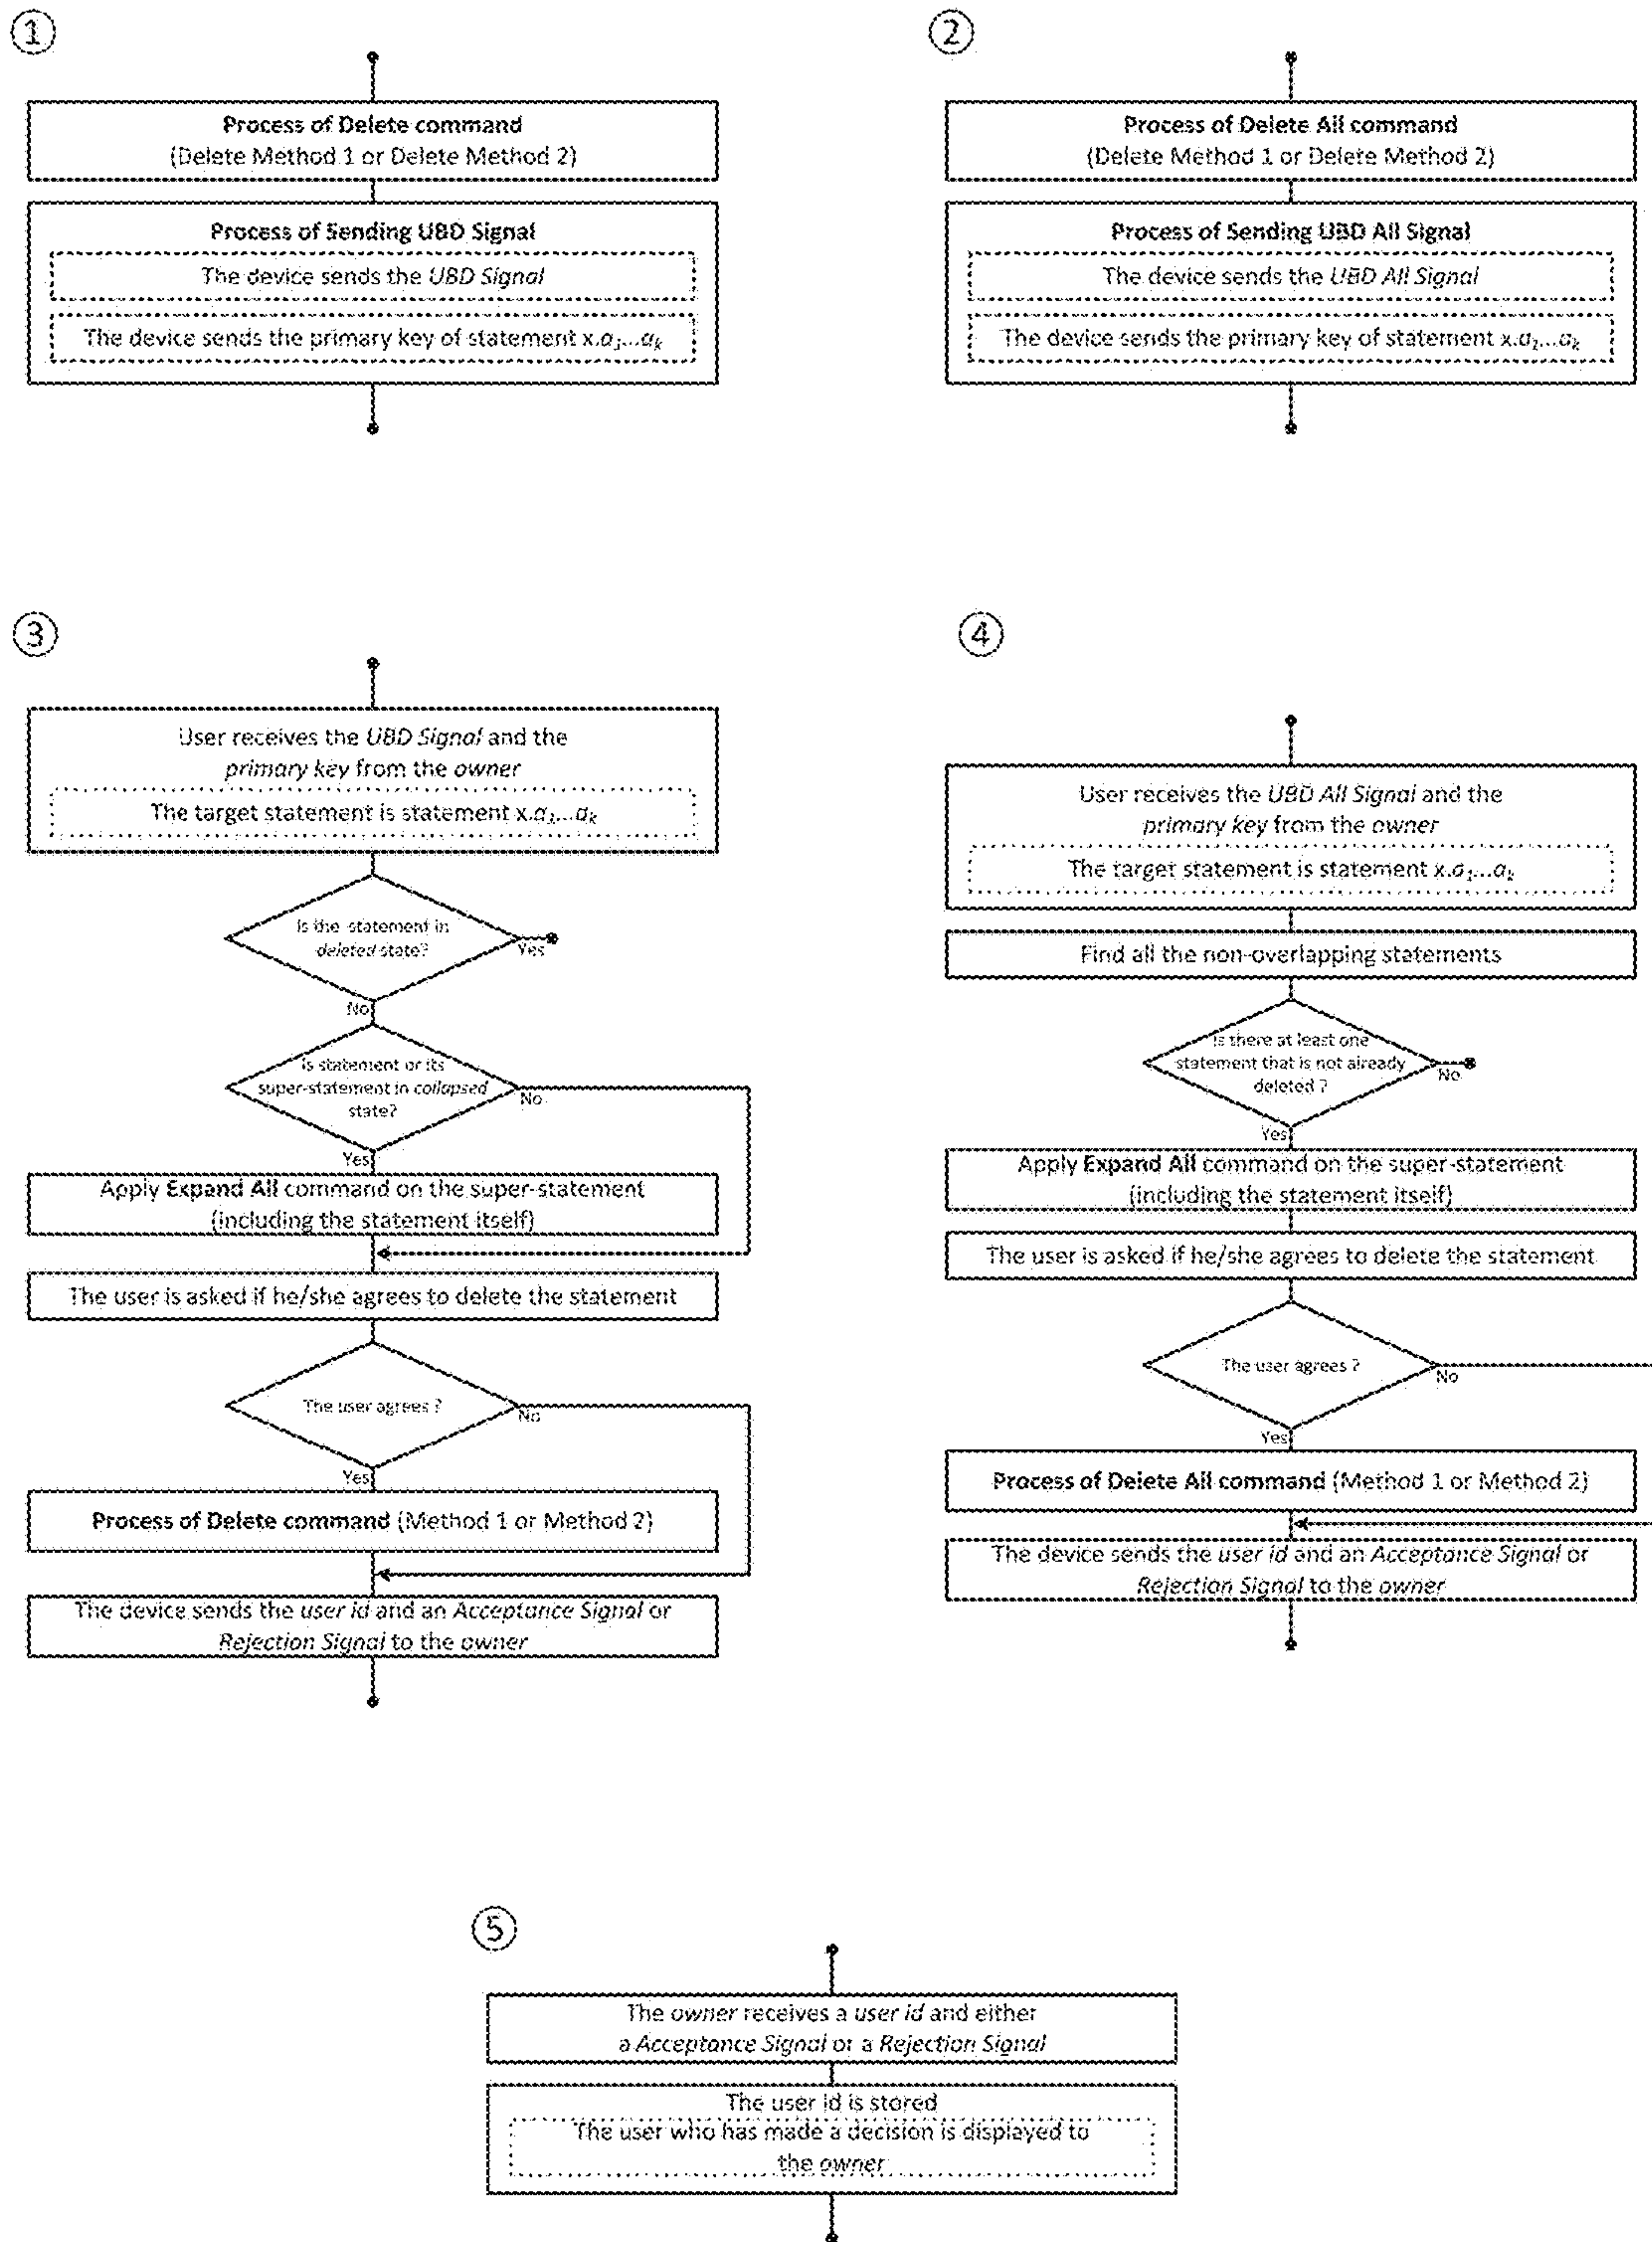 ①
Process of Delete command
(Delete Method 1 or Delete Method 2)
Process of Sending UBD Signal
The device sends the UBD Signal
The device sends the primary key of statement x.a₁...aₖ
②
Process of Delete All command
(Delete Method 1 or Delete Method 2)
Process of Sending UBD All Signal
The device sends the UBD All Signal
The device sends the primary key of statement x.a₁...aₖ
③
User receives the UBD Signal and the
primary key from the owner
The target statement is statement x.a₁...aₖ
Is the statement in
deleted state?
Yes
No
Is statement or its
super-statement in collapsed
state?
No
Yes
Apply Expand All command on the super-statement
(including the statement itself)
The user is asked if he/she agrees to delete the statement
The user agrees ?
No
Yes
Process of Delete command (Method 1 or Method 2)
The device sends the user id and an Acceptance Signal or
Rejection Signal to the owner
④
User receives the UBD All Signal and the
primary key from the owner
The target statement is statement x.a₁...aₖ
Find all the non-overlapping statements
Is there at least one
statement that is not already
deleted ?
No
Yes
Apply Expand All command on the super-statement
(including the statement itself)
The user is asked if he/she agrees to delete the statement
The user agrees ?
No
Yes
Process of Delete All command (Method 1 or Method 2)
The device sends the user id and an Acceptance Signal or
Rejection Signal to the owner
⑤
The owner receives a user id and either
a Acceptance Signal or a Rejection Signal
The user id is stored
The user who has made a decision is displayed to
the owner